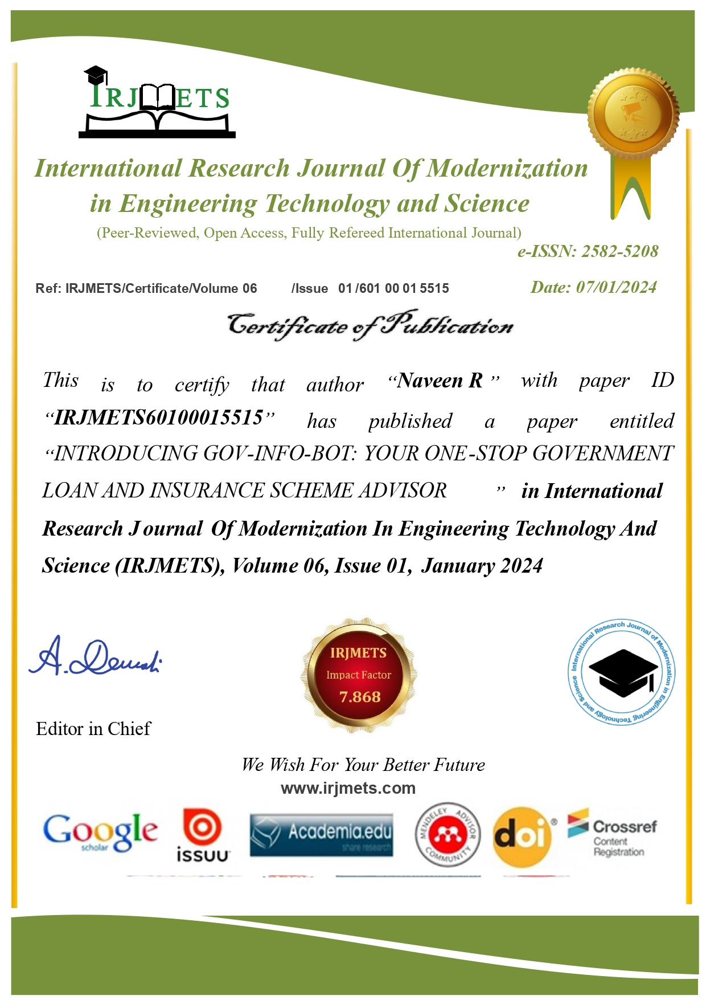 IRJMETS
International Research Journal Of Modernization
in Engineering Technology and Science
(Peer-Reviewed, Open Access, Fully Refereed International Journal)
e-ISSN: 2582-5208
Ref: IRJMETS/Certificate/Volume 06 /Issue 01 /601 00 01 5515 Date: 07/01/2024
Certificate of Publication
This is to certify that author “Naveen R ” with paper ID
“IRJMETS60100015515” has published a paper entitled
“INTRODUCING GOV-INFO-BOT: YOUR ONE-STOP GOVERNMENT
LOAN AND INSURANCE SCHEME ADVISOR ” in International
Research Journal Of Modernization In Engineering Technology And
Science (IRJMETS), Volume 06, Issue 01, January 2024
IRJMETS
Impact Factor
7.868
International Research Journal of Modernization in Engineering Technology and Science
Editor in Chief
We Wish For Your Better Future
www.irjmets.com
Google
scholar
issuu
Academia.edu
share research
MENDELEY ADVISOR
COMMUNITY
doi®
Crossref
Content
Registration